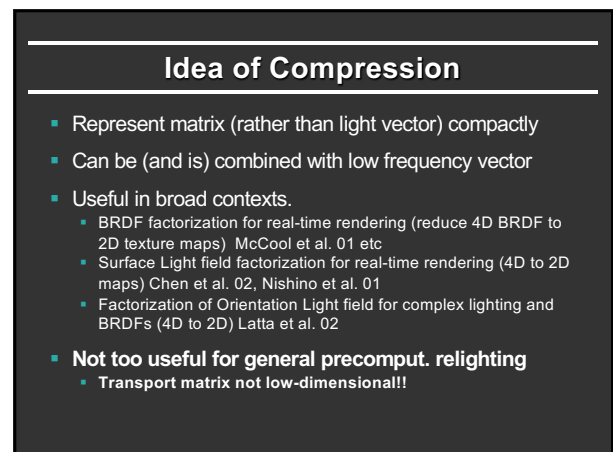 Idea of Compression
▪ Represent matrix (rather than light vector) compactly
▪ Can be (and is) combined with low frequency vector
▪ Useful in broad contexts.
▪ BRDF factorization for real-time rendering (reduce 4D BRDF to
2D texture maps) McCool et al. 01 etc
▪ Surface Light field factorization for real-time rendering (4D to 2D
maps) Chen et al. 02, Nishino et al. 01
▪ Factorization of Orientation Light field for complex lighting and
BRDFs (4D to 2D) Latta et al. 02
▪ Not too useful for general precomput. relighting
▪ Transport matrix not low-dimensional!!